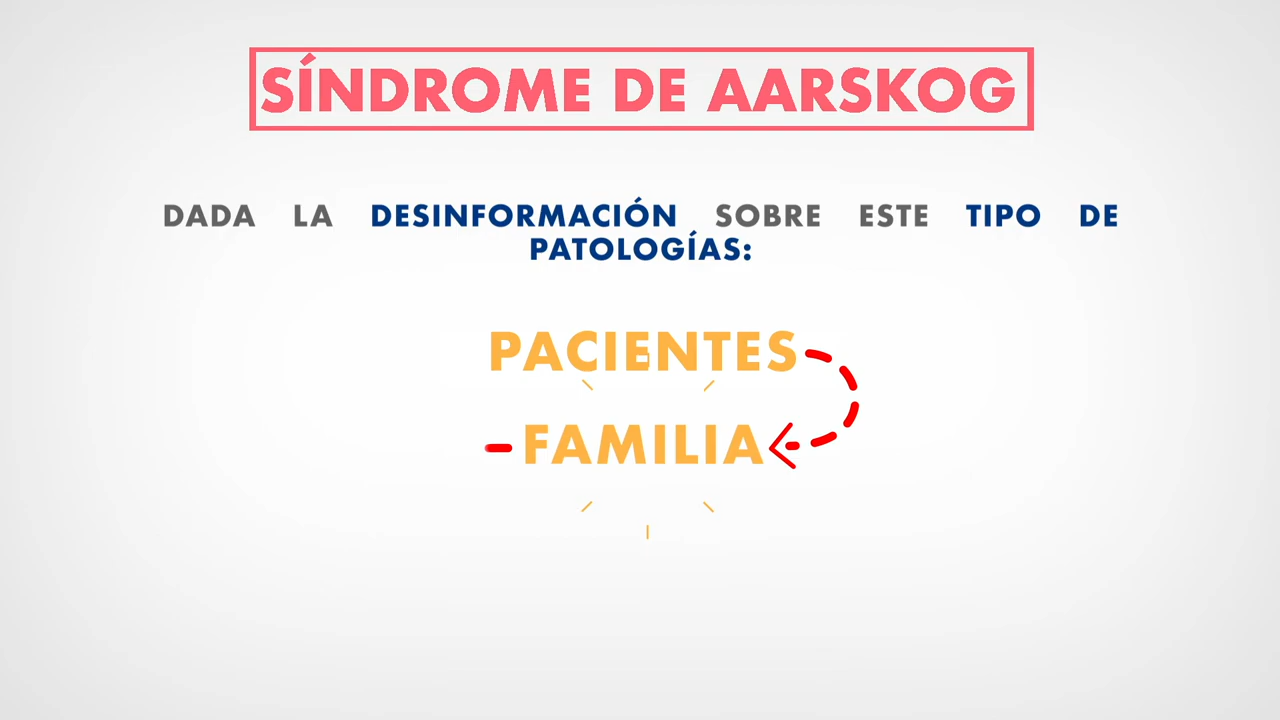 SÍNDROME DE AARSKOG
DADA LA DESINFORMACIÓN SOBRE ESTE TIPO DE
PATOLOGÍAS:
PACIENTES
FAMILIA